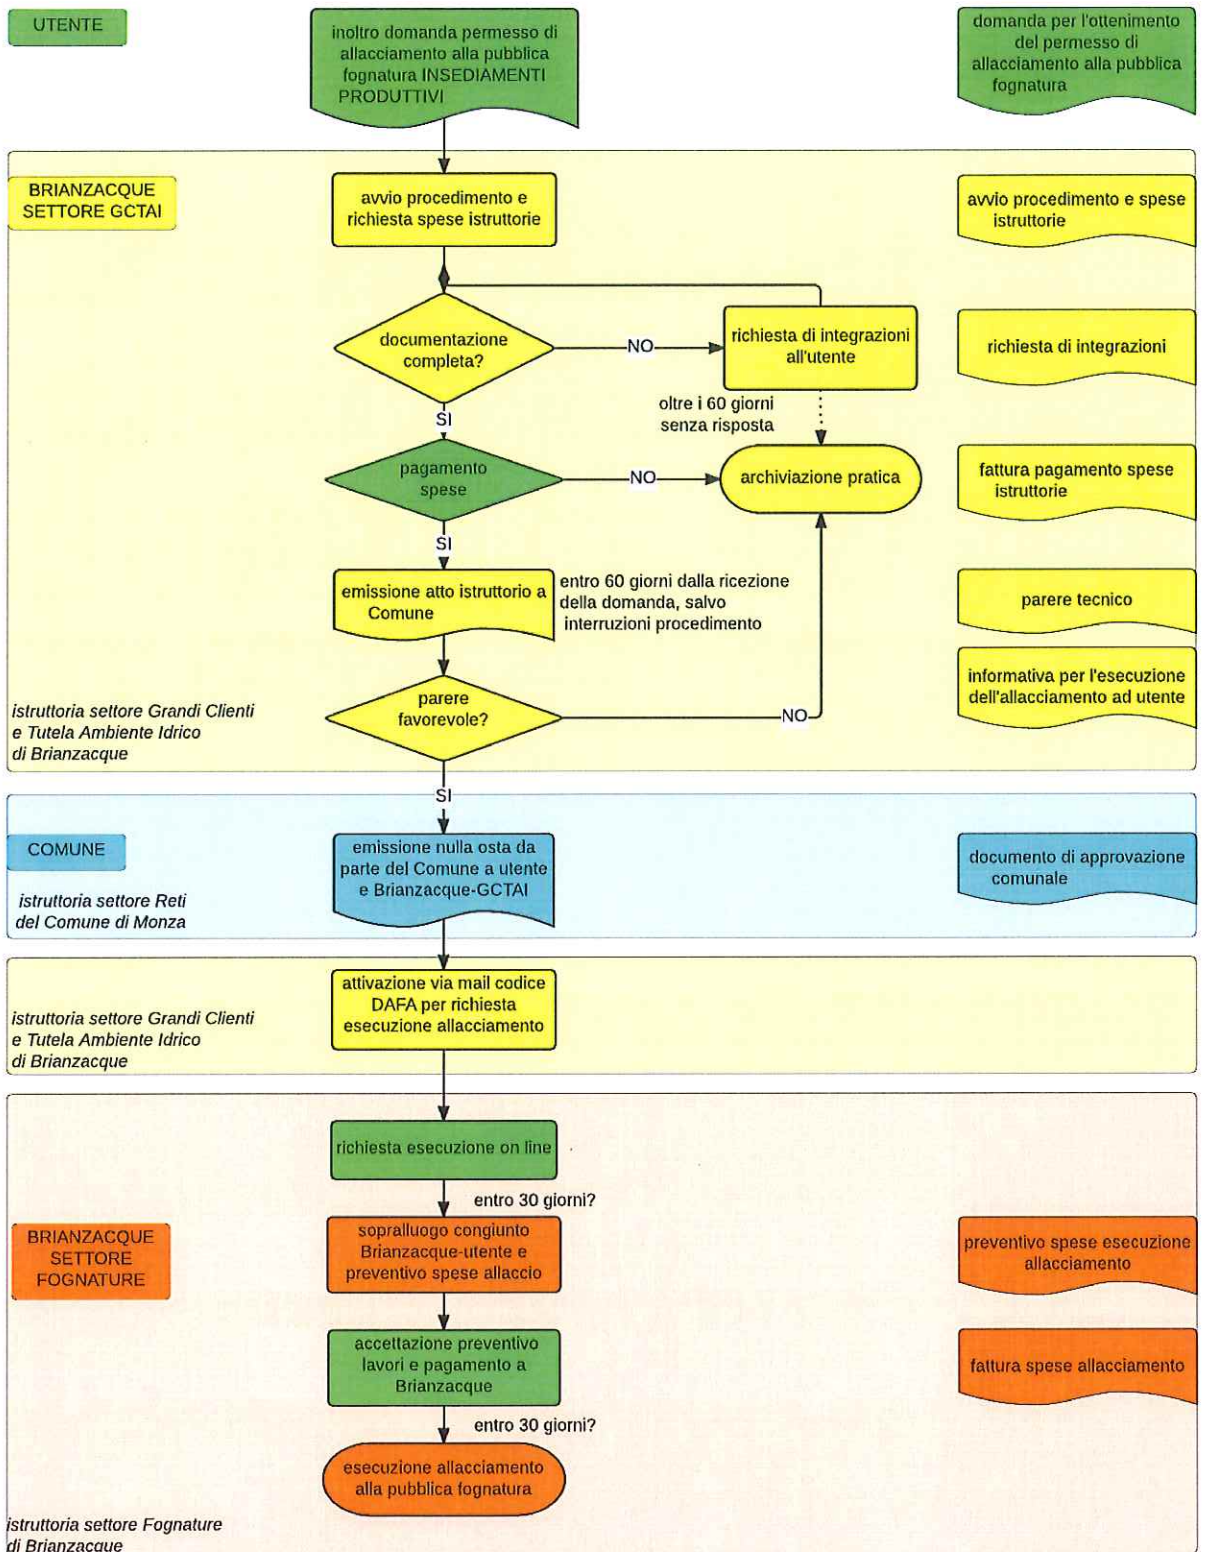 UTENTE
inoltro domanda permesso di
allacciamento alla pubblica
fognatura INSEDIAMENTI
PRODUTTIVI
domanda per l'ottenimento
del permesso di
allacciamento alla pubblica
fognatura
BRIANZACQUE
SETTORE GCTAI
avvio procedimento e
richiesta spese istruttorie
avvio procedimento e spese
istruttorie
documentazione
completa?
NO
richiesta di integrazioni
all'utente
richiesta di integrazioni
oltre i 60 giorni
senza risposta
SI
pagamento
spese
NO
archiviazione pratica
fattura pagamento spese
istruttorie
SI
emissione atto istruttorio a
Comune
entro 60 giorni dalla ricezione
della domanda, salvo
interruzioni procedimento
parere tecnico
informativa per l'esecuzione
dell'allacciamento ad utente
parere
favorevole?
NO
istruttoria settore Grandi Clienti
e Tutela Ambiente Idrico
di Brianzacque
SI
COMUNE
emissione nulla osta da
parte del Comune a utente
e Brianzacque-GCTAI
documento di approvazione
comunale
istruttoria settore Reti
del Comune di Monza
attivazione via mail codice
DAFA per richiesta
esecuzione allacciamento
istruttoria settore Grandi Clienti
e Tutela Ambiente Idrico
di Brianzacque
richiesta esecuzione on line
entro 30 giorni?
BRIANZACQUE
SETTORE
FOGNATURE
sopralluogo congiunto
Brianzacque-utente e
preventivo spese allaccio
preventivo spese esecuzione
allacciamento
accettazione preventivo
lavori e pagamento a
Brianzacque
fattura spese allacciamento
entro 30 giorni?
esecuzione allacciamento
alla pubblica fognatura
istruttoria settore Fognature
di Brianzacque